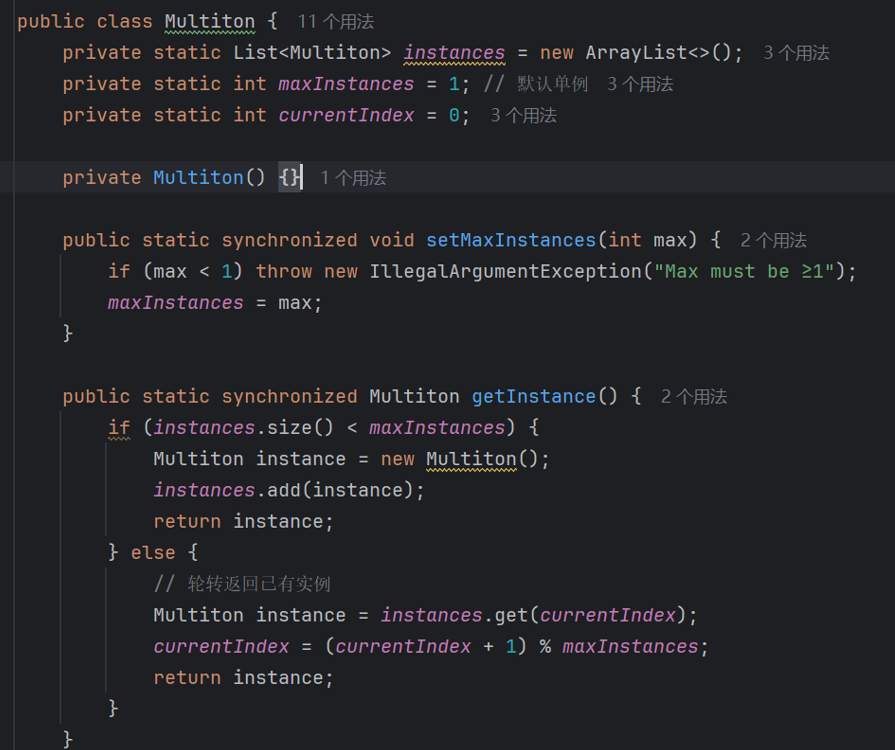 public class Multiton {  11 个用法
    private static List<Multiton> instances = new ArrayList<>();  3 个用法
    private static int maxInstances = 1; // 默认单例  3 个用法
    private static int currentIndex = 0;  3 个用法
    private Multiton() {}  1 个用法
    public static synchronized void setMaxInstances(int max) {  2 个用法
        if (max < 1) throw new IllegalArgumentException("Max must be ≥1");
        maxInstances = max;
    }
    public static synchronized Multiton getInstance() {  2 个用法
        if (instances.size() < maxInstances) {
            Multiton instance = new Multiton();
            instances.add(instance);
            return instance;
        } else {
            // 轮转返回已有实例
            Multiton instance = instances.get(currentIndex);
            currentIndex = (currentIndex + 1) % maxInstances;
            return instance;
        }
    }